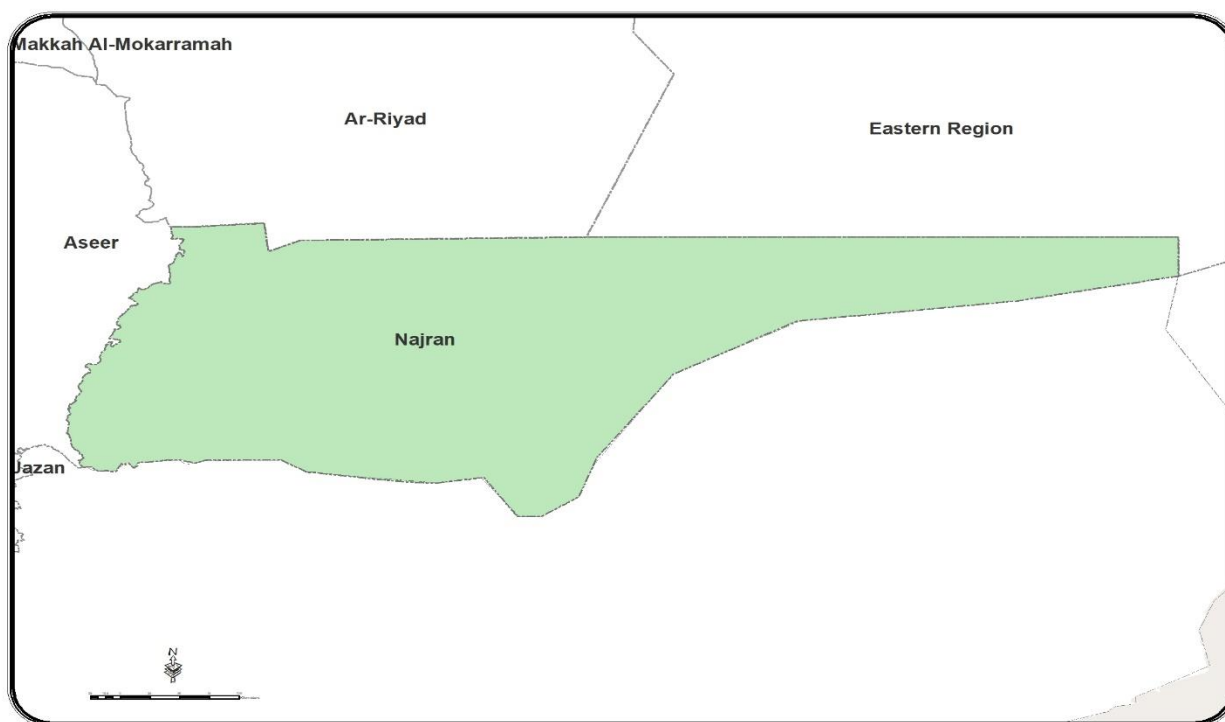 Makkah Al-Mokarramah
Ar-Riyad
Eastern Region
Aseer
Najran
Jazan
N